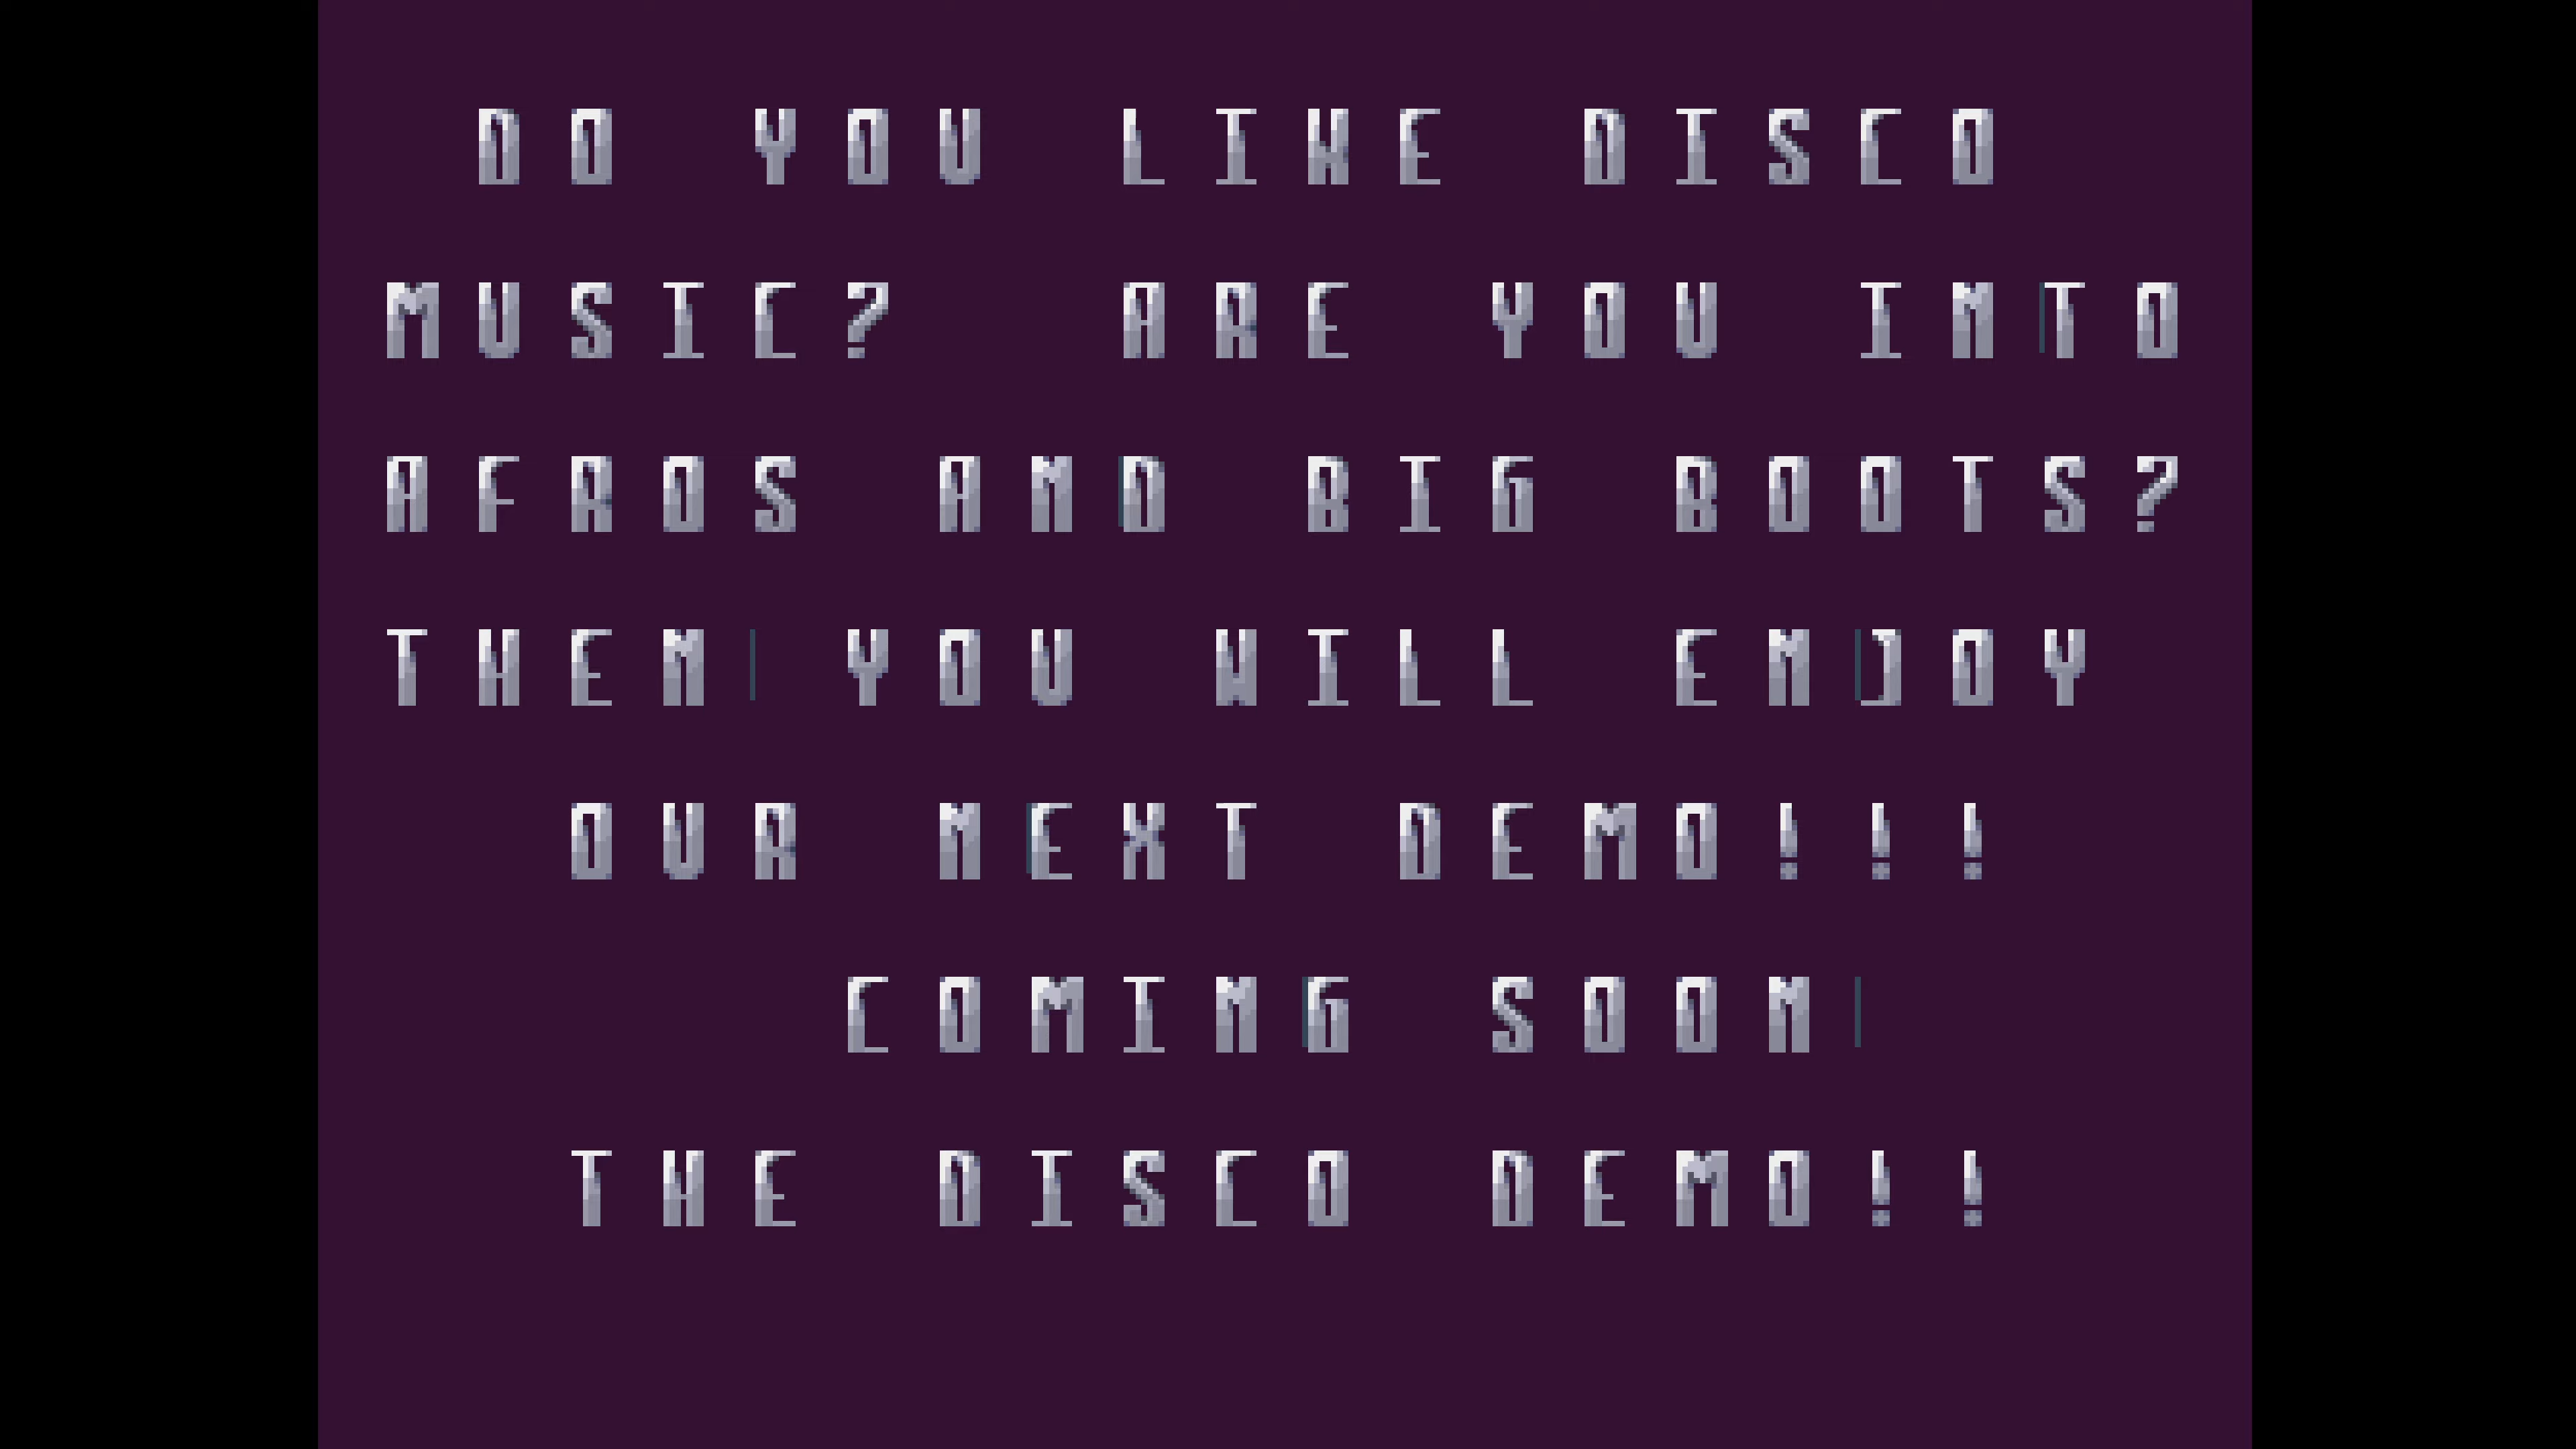 DO YOU LIKE DISCO
MUSIC? ARE YOU INTO
AFROS AND BIG BOOTS?
THEN YOU WILL ENJOY
OUR NEXT DEMO!!!
COMING SOON
THE DISCO DEMO!!